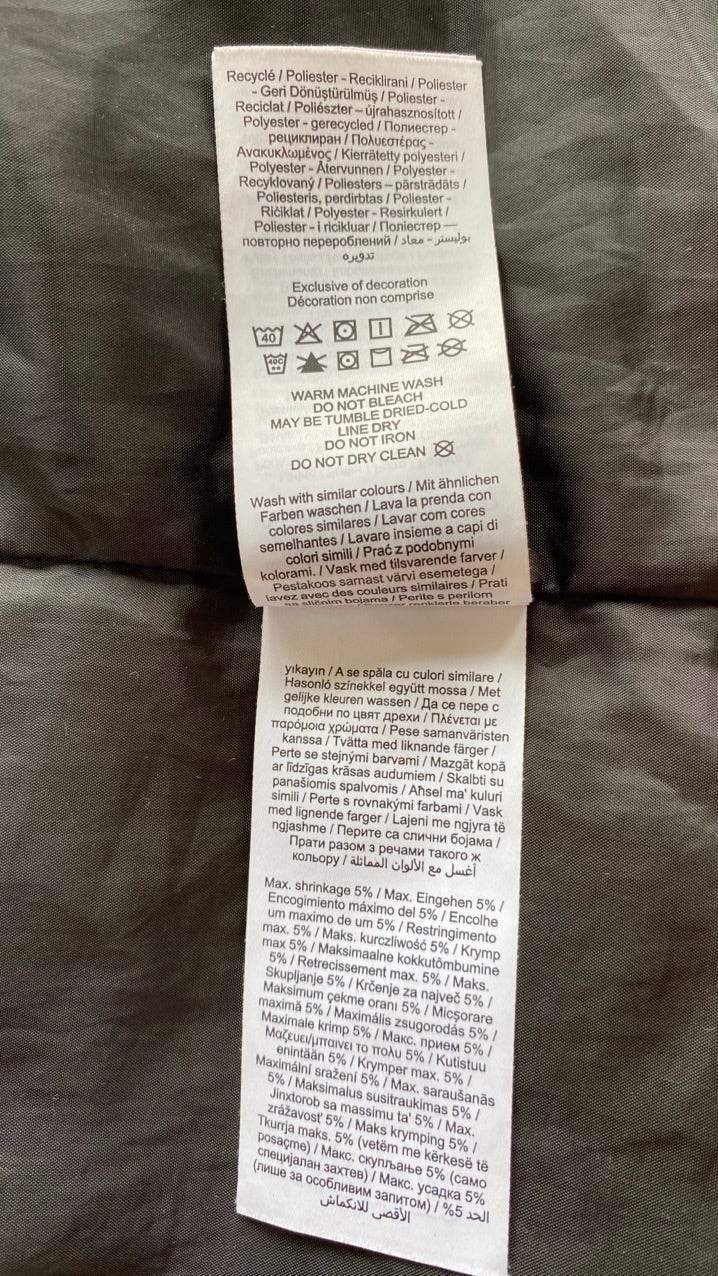 Recyclé / Poliester - Reciklirani / Poliester
- Geri Dönüştürülmüş / Poliester -
Reciclat / Poliészter – újrahasznosított /
Polyester - gerecycled / Полиестер -
рециклиран / Πολυεστέρας -
Ανακυκλωμένος / Kierrätetty polyesteri /
Polyester - Återvunnen / Polyester -
Recyklovaný / Poliesters – pārstrādāts /
Poliesteris, perdirbtas / Poliester -
Riċiklat / Polyester - Resirkulert /
Poliester - i ricikluar / Поліестер —
повторно перероблений / بوليستر - معاد
تدويره
Exclusive of decoration
Décoration non comprise
40
40C
WARM MACHINE WASH
DO NOT BLEACH
MAY BE TUMBLE DRIED-COLD
LINE DRY
DO NOT IRON
DO NOT DRY CLEAN
Wash with similar colours / Mit ähnlichen
Farben waschen / Lava la prenda con
colores similares / Lavar com cores
semelhantes / Lavare insieme a capi di
colori simili / Prać z podobnymi
kolorami. / Vask med tilsvarende farver /
Pestakoos sarnast värvi esemetega /
lavez avec des couleurs similaires / Prati
sa sličnim bojama / Perite s perilom
renklerle beraber
yıkayın / A se spăla cu culori similare /
Hasonló színekkel együtt mossa / Met
gelijke kleuren wassen / Да се пере с
подобни по цвят дрехи / Πλένεται με
παρόμοια χρώματα / Pese samanväristen
kanssa / Tvätta med liknande färger /
Perte se stejnými barvami / Mazgāt kopā
ar līdzīgas krāsas audumiem / Skalbti su
panašiomis spalvomis / Aħsel ma' kuluri
simili / Perte s rovnakými farbami / Vask
med lignende farger / Lajeni me ngjyra të
ngjashme / Перите са слични бојама /
Прати разом з речами такого ж
кольору / أغسل مع الألوان المماثلة
Max. shrinkage 5% / Max. Eingehen 5% /
Encogimiento máximo del 5% / Encolhe
um maximo de um 5% / Restringimento
max. 5% / Maks. kurczliwość 5% / Krymp
max 5% / Maksimaalne kokkutõmbumine
5% / Retrecissement max. 5% / Maks.
Skupljanje 5% / Krčenje za največ 5% /
Maksimum çekme oranı 5% / Micșorare
maximă 5% / Maximális zsugorodás 5% /
Maximale krimp 5% / Макс. прием 5% /
Μαζευει/μπαινει το πολυ 5% / Kutistuu
enintään 5% / Krymper max. 5% /
Maximální sražení 5% / Max. saraušanās
5% / Maksimalus susitraukimas 5% /
Jinxtorob sa massimu ta' 5% / Max.
zrážavosť 5% / Maks krymping 5% /
Tkurrja maks. 5% (vetëm me kërkesë të
posaçme) / Макс. скупљање 5% (само
специјалан захтев) / Макс. усадка 5%
(лише за особливим запитом) / الحد 5%
الأقصى للانكماش